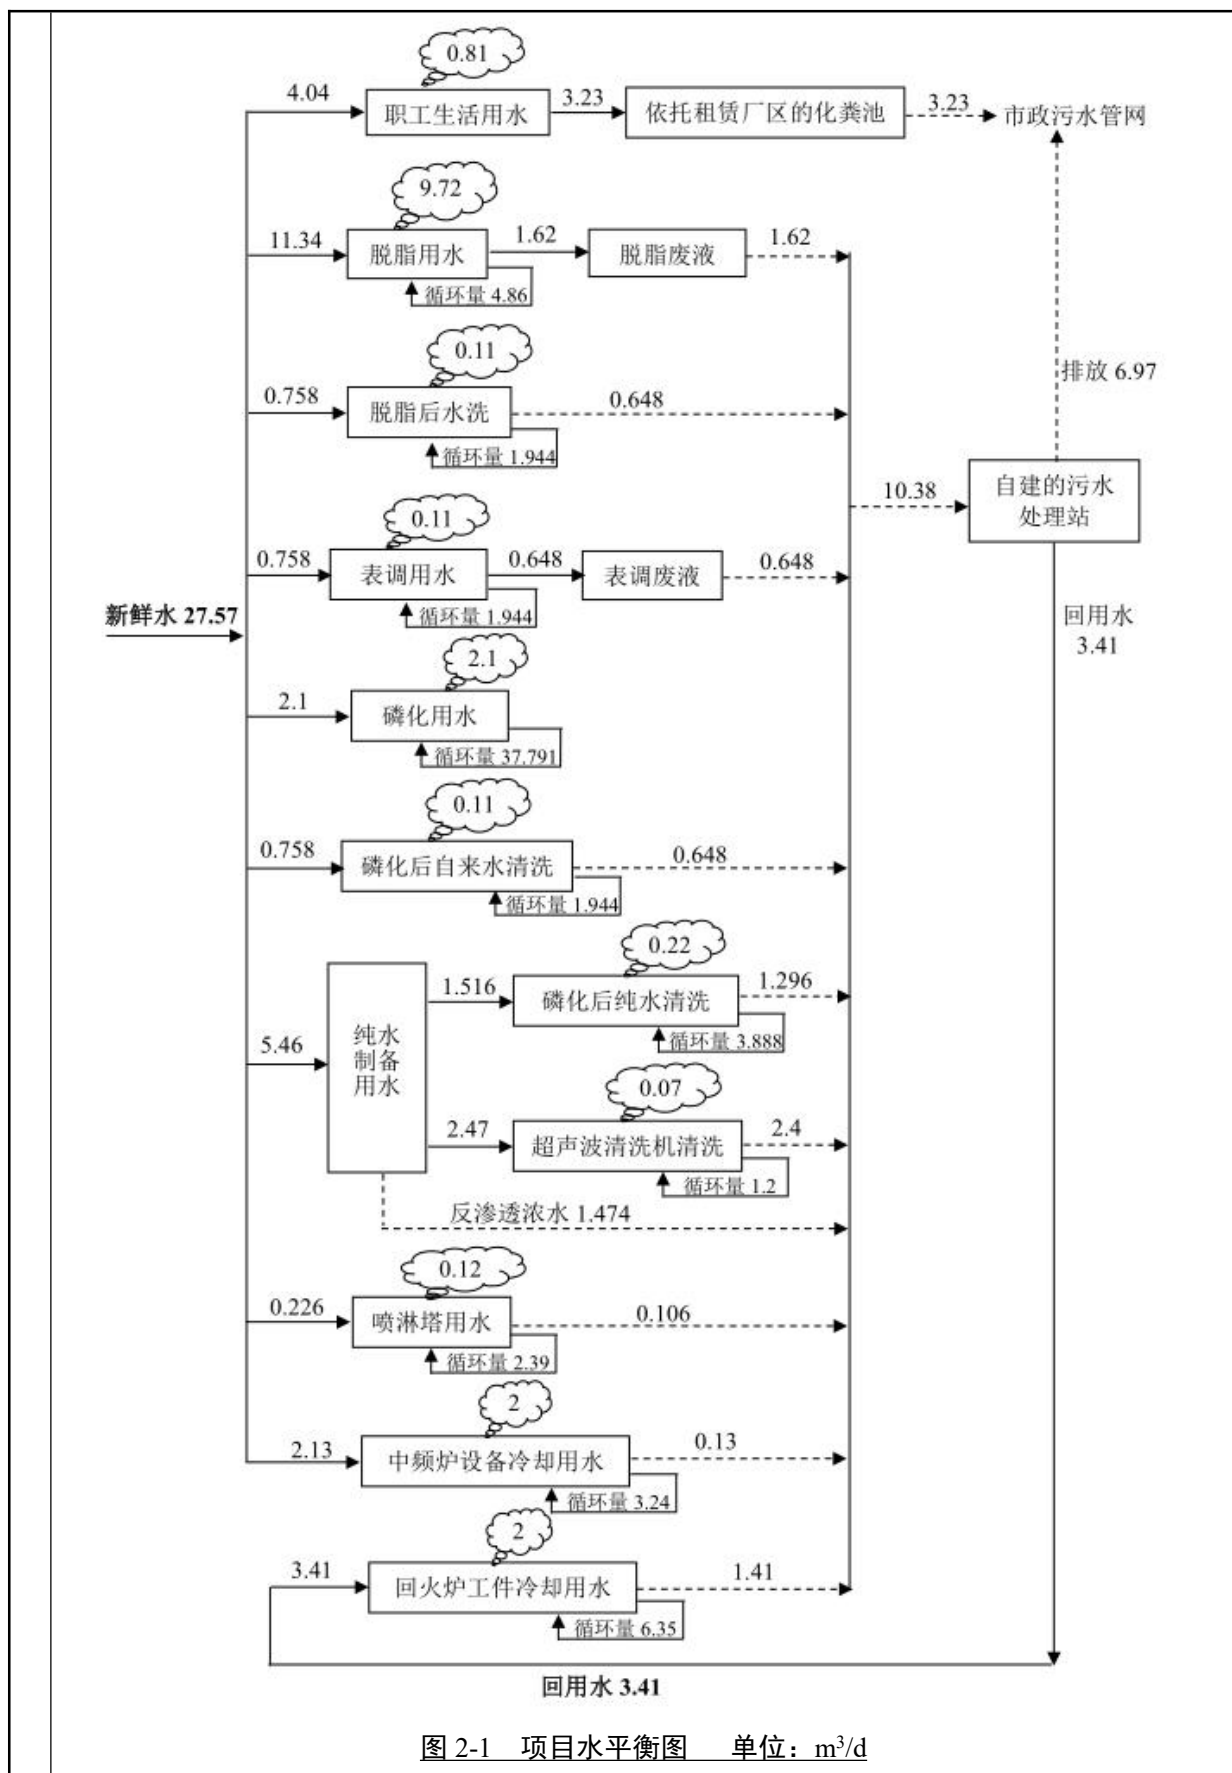 0.81
4.04
职工生活用水
3.23
依托租赁厂区的化粪池
3.23
市政污水管网
9.72
11.34
脱脂用水
1.62
脱脂废液
1.62
循环量 4.86
0.11
0.758
脱脂后水洗
0.648
循环量 1.944
排放 6.97
10.38
自建的污水
处理站
0.11
0.758
表调用水
0.648
表调废液
0.648
循环量 1.944
新鲜水 27.57
回用水
3.41
2.1
2.1
磷化用水
循环量 37.791
0.11
0.758
磷化后自来水清洗
0.648
循环量 1.944
0.22
1.516
磷化后纯水清洗
1.296
循环量 3.888
5.46
纯水
制备
用水
0.07
2.47
超声波清洗机清洗
2.4
循环量 1.2
反渗透浓水 1.474
0.12
0.226
喷淋塔用水
0.106
循环量 2.39
2
2.13
中频炉设备冷却用水
0.13
循环量 3.24
2
3.41
回火炉工件冷却用水
1.41
循环量 6.35
回用水 3.41
图 2-1 项目水平衡图 单位：m³/d